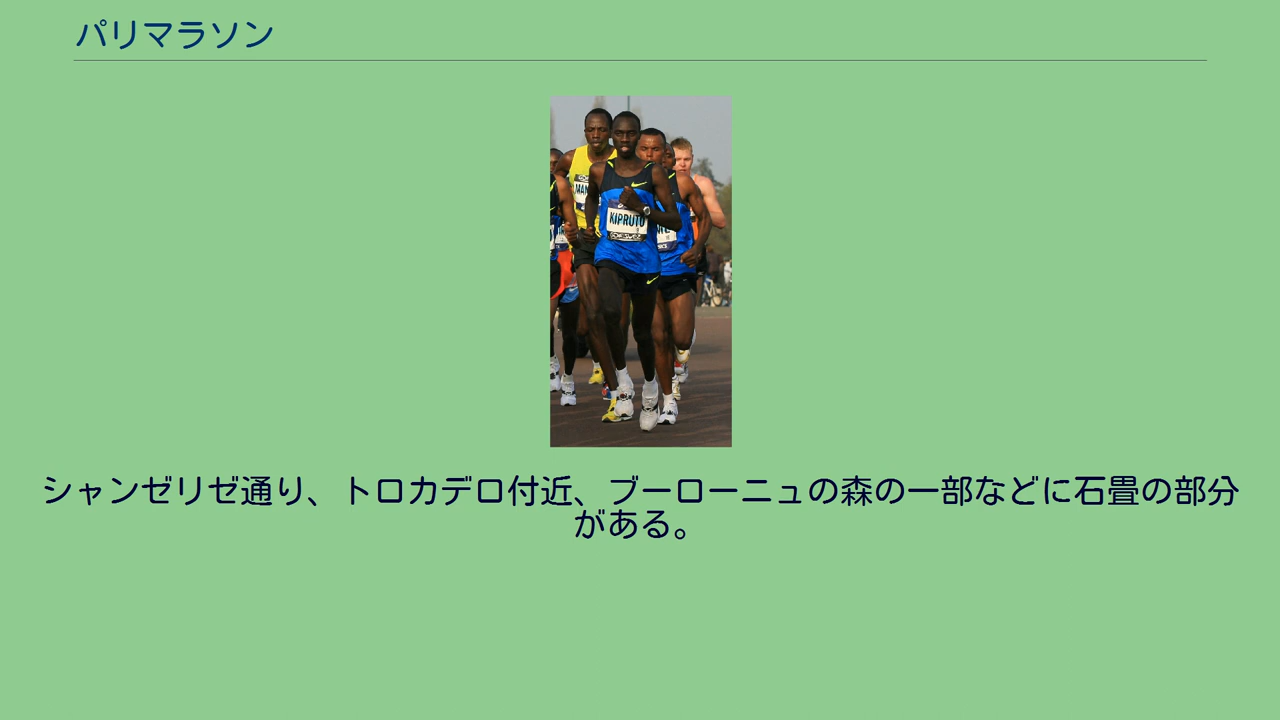 パリマラソン
MAN
KIPRUTO
シャンゼリゼ通り、トロカデロ付近、ブーローニュの森の一部などに石畳の部分
がある。